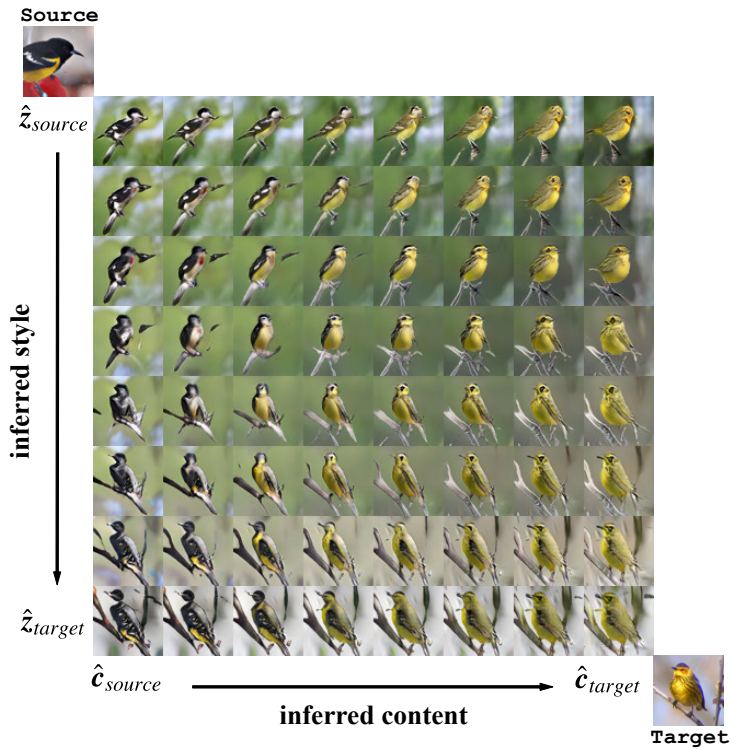 Source
ẑ_source
inferred style
ẑ_target
ĉ_source
ĉ_target
inferred content
Target